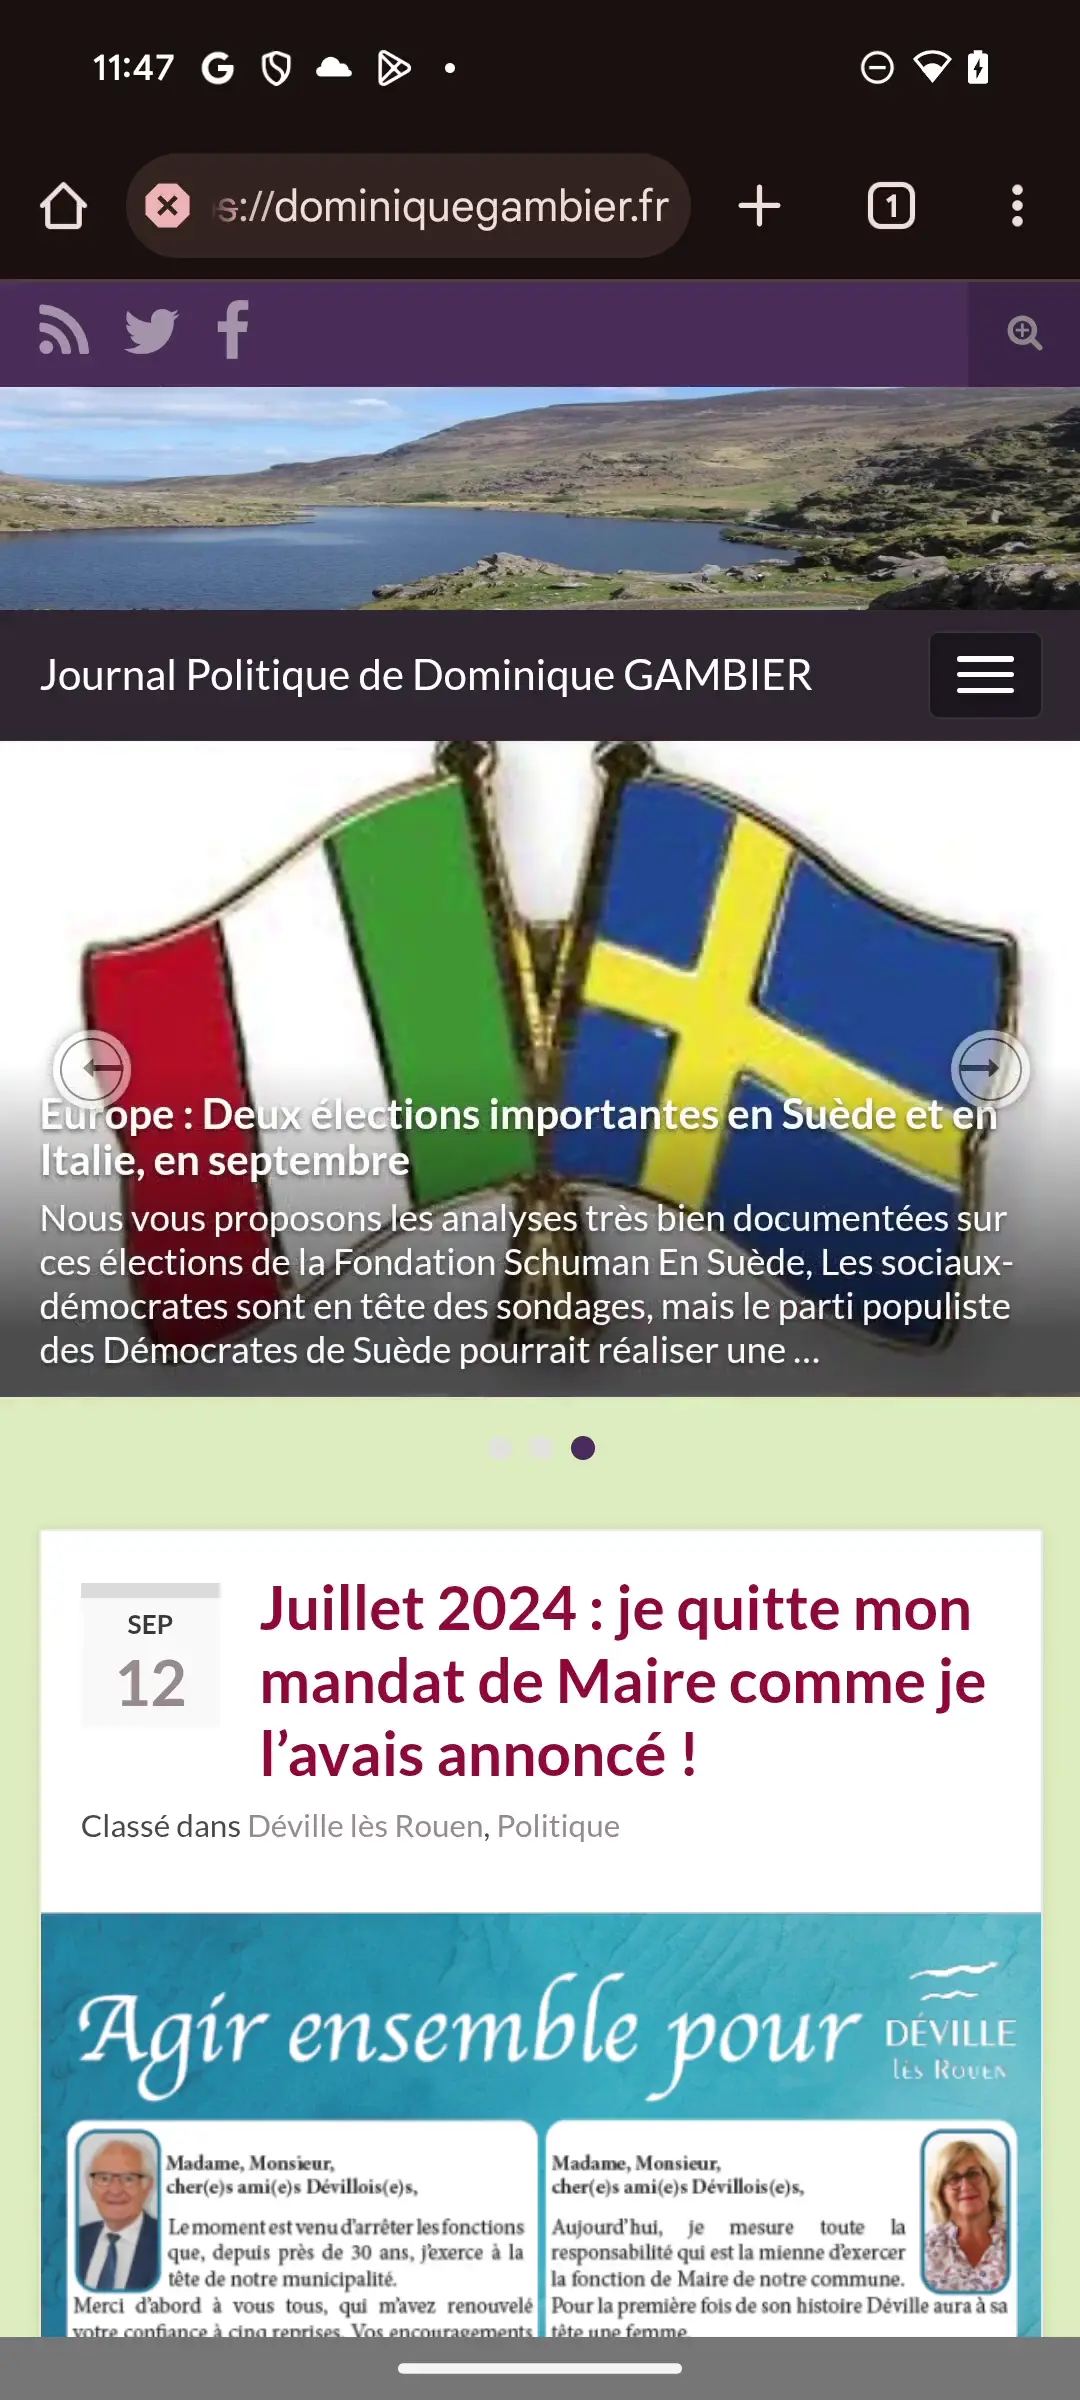 11:47
s://dominiquegambier.fr
1
Journal Politique de Dominique GAMBIER
Europe : Deux élections importantes en Suède et en
Italie, en septembre
Nous vous proposons les analyses très bien documentées sur
ces élections de la Fondation Schuman En Suède, Les sociaux-
démocrates sont en tête des sondages, mais le parti populiste
des Démocrates de Suède pourrait réaliser une ...
SEP
12
Juillet 2024 : je quitte mon
mandat de Maire comme je
l’avais annoncé !
Classé dans Déville lès Rouen, Politique
Agir ensemble pour
DÉVILLE
lès Rouen
Madame, Monsieur,
cher(e)s ami(e)s Dévillois(e)s,
Le moment est venu d'arrêter les fonctions
que, depuis près de 30 ans, j'exerce à la
tête de notre municipalité.
Merci d'abord à vous tous, qui m'avez renouvelé
votre confiance à cinq reprises. Vos encouragements
Madame, Monsieur,
cher(e)s ami(e)s Dévillois(e)s,
Aujourd'hui, je mesure toute la
responsabilité qui est la mienne d'exercer
la fonction de Maire de notre commune.
Pour la première fois de son histoire Déville aura à sa
tête une femme.